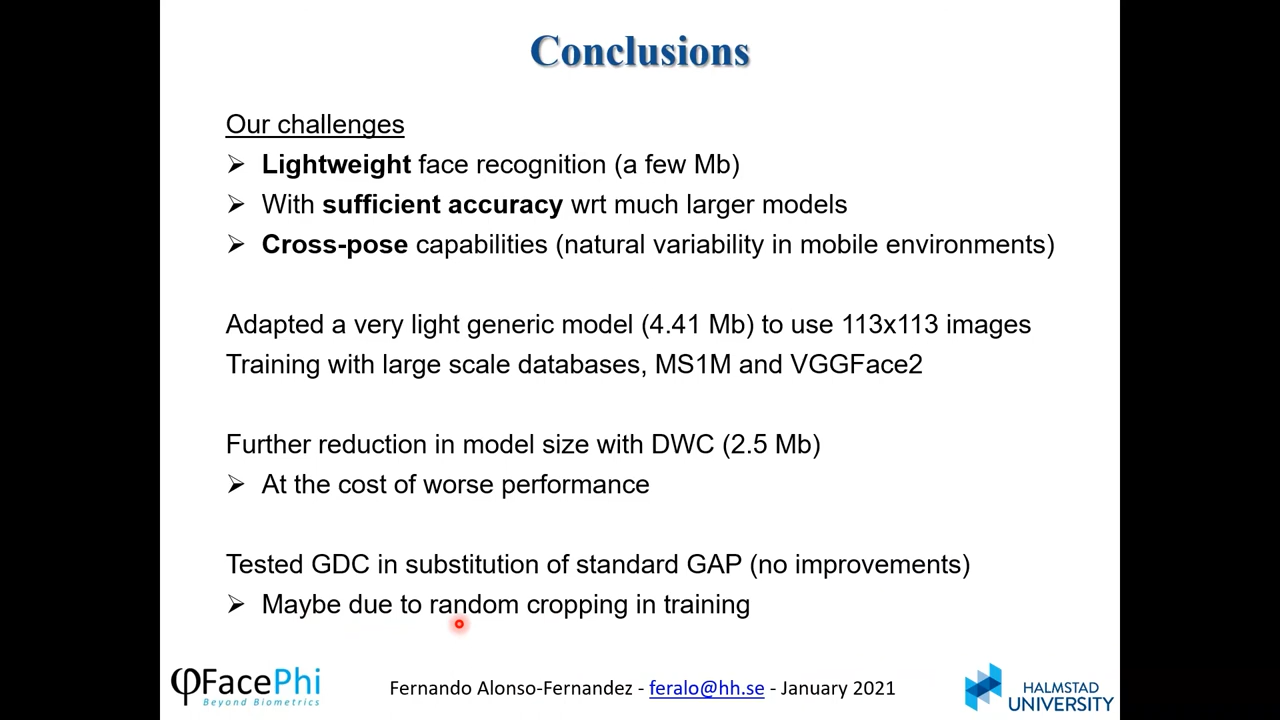 Conclusions
Our challenges
➢ Lightweight face recognition (a few Mb)
➢ With sufficient accuracy wrt much larger models
➢ Cross-pose capabilities (natural variability in mobile environments)
Adapted a very light generic model (4.41 Mb) to use 113x113 images
Training with large scale databases, MS1M and VGGFace2
Further reduction in model size with DWC (2.5 Mb)
➢ At the cost of worse performance
Tested GDC in substitution of standard GAP (no improvements)
➢ Maybe due to random cropping in training
φFacePhi
Beyond Biometrics
Fernando Alonso-Fernandez - feralo@hh.se - January 2021
HALMSTAD
UNIVERSITY